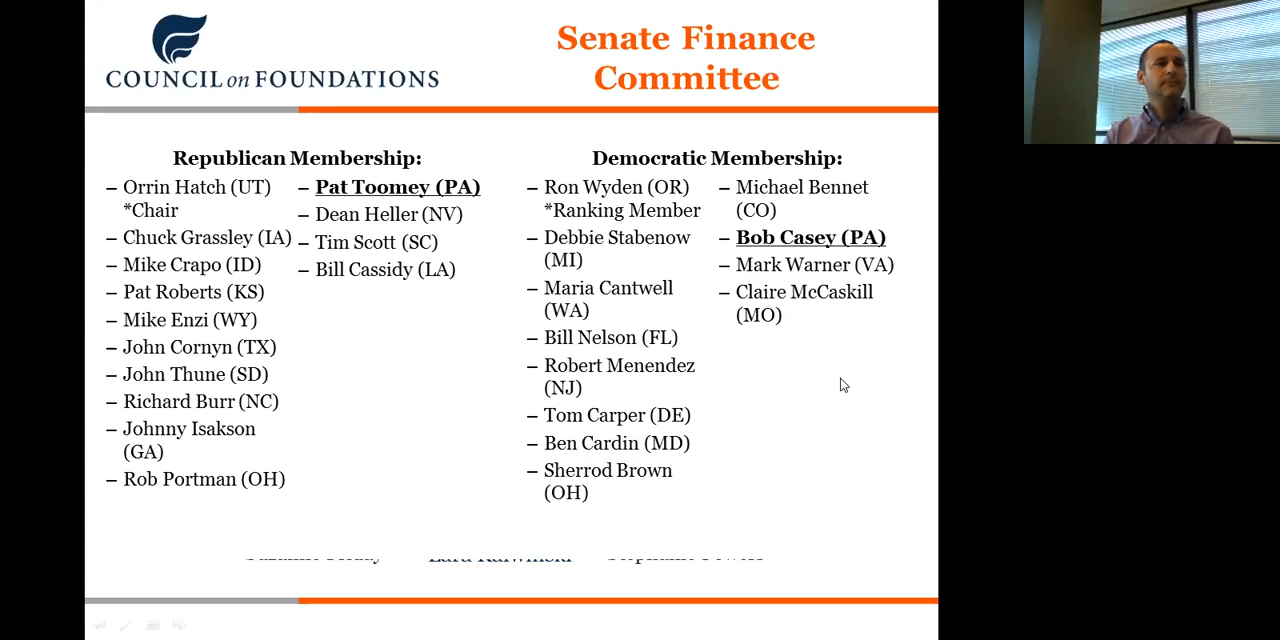 COUNCIL on FOUNDATIONS
Senate Finance
Committee
Republican Membership:
– Orrin Hatch (UT)
*Chair
– Chuck Grassley (IA)
– Mike Crapo (ID)
– Pat Roberts (KS)
– Mike Enzi (WY)
– John Cornyn (TX)
– John Thune (SD)
– Richard Burr (NC)
– Johnny Isakson
(GA)
– Rob Portman (OH)
– Pat Toomey (PA)
– Dean Heller (NV)
– Tim Scott (SC)
– Bill Cassidy (LA)
Democratic Membership:
– Ron Wyden (OR)
*Ranking Member
– Debbie Stabenow
(MI)
– Maria Cantwell
(WA)
– Bill Nelson (FL)
– Robert Menendez
(NJ)
– Tom Carper (DE)
– Ben Cardin (MD)
– Sherrod Brown
(OH)
– Michael Bennet
(CO)
– Bob Casey (PA)
– Mark Warner (VA)
– Claire McCaskill
(MO)